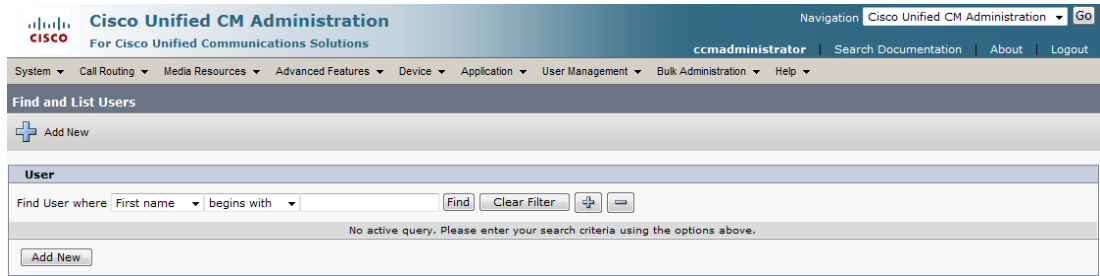 Cisco Unified CM Administration
Navigation Cisco Unified CM Administration Go
CISCO
For Cisco Unified Communications Solutions
ccmadministrator | Search Documentation | About | Logout
System Call Routing Media Resources Advanced Features Device Application User Management Bulk Administration Help
Find and List Users
Add New
User
Find User where First name begins with Find Clear Filter
No active query. Please enter your search criteria using the options above.
Add New